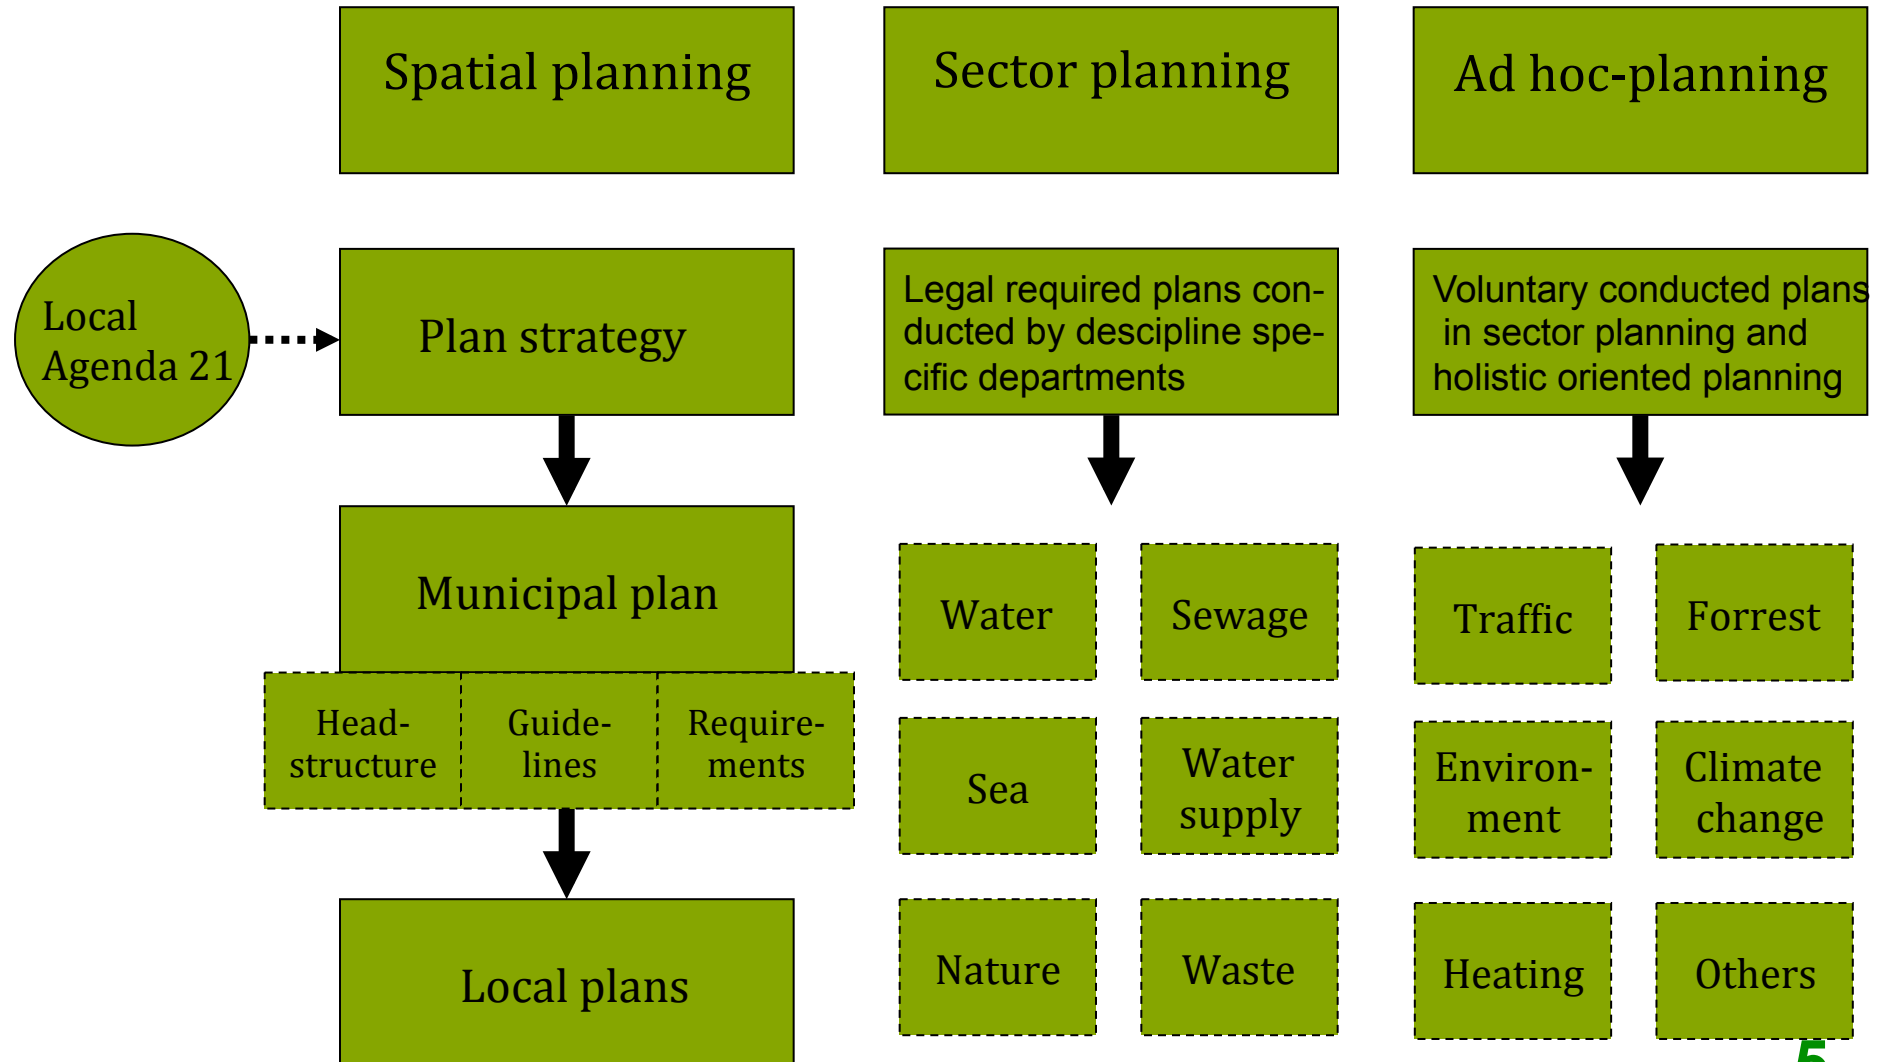 Spatial planning
Sector planning
Ad hoc-planning
Local
Agenda 21
Plan strategy
Legal required plans con-
ducted by descipline spe-
cific departments
Voluntary conducted plans
in sector planning and
holistic oriented planning
Municipal plan
Head-
structure
Guide-
lines
Require-
ments
Local plans
Water
Sewage
Sea
Water
supply
Nature
Waste
Traffic
Forrest
Environ-
ment
Climate
change
Heating
Others
5